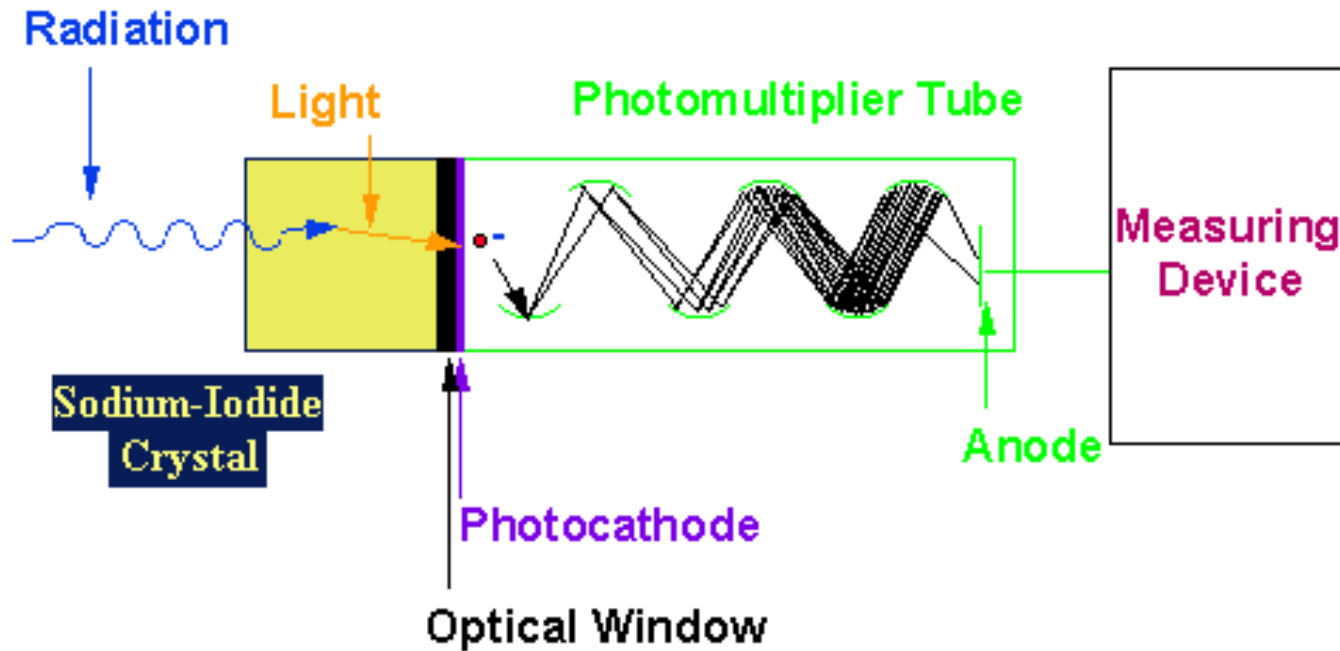 Radiation
Light
Photomultiplier Tube
Measuring
Device
Sodium-Iodide
Crystal
Anode
Photocathode
Optical Window